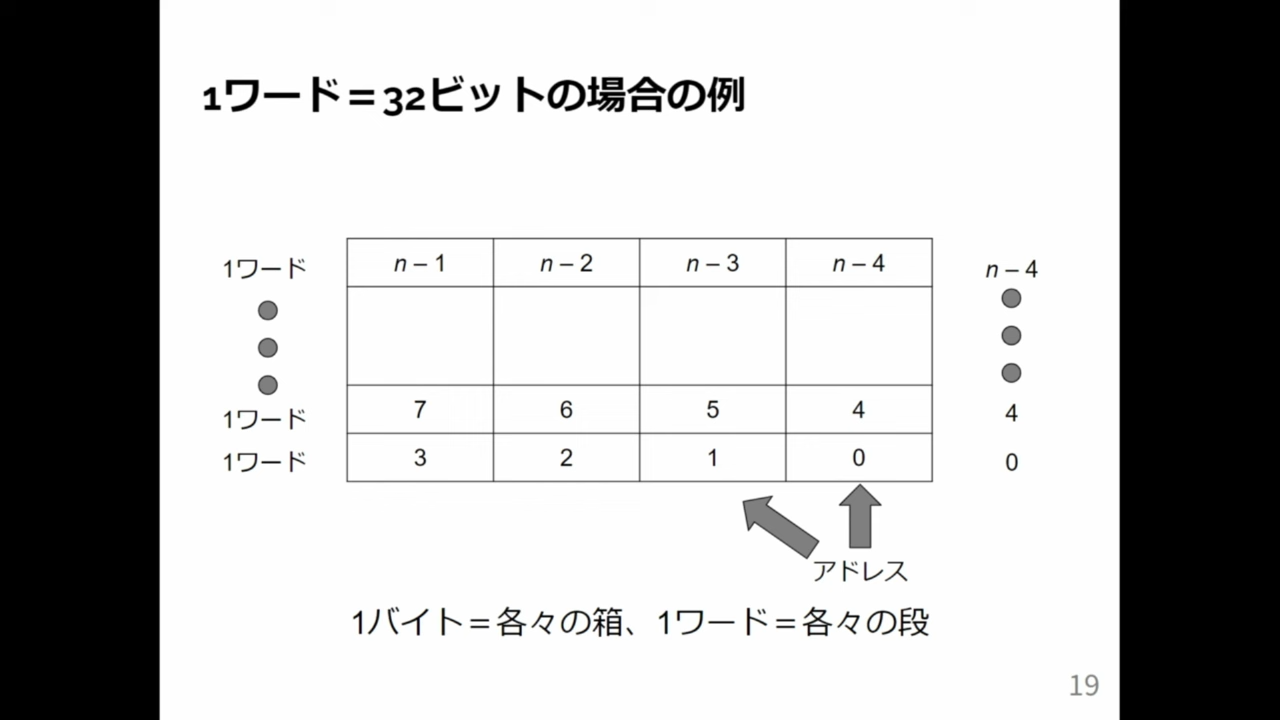 1ワード＝32ビットの場合の例
1ワード n – 1 n – 2 n – 3 n – 4 n – 4
1ワード 7 6 5 4 4
1ワード 3 2 1 0 0
アドレス
1バイト＝各々の箱、1ワード＝各々の段
19